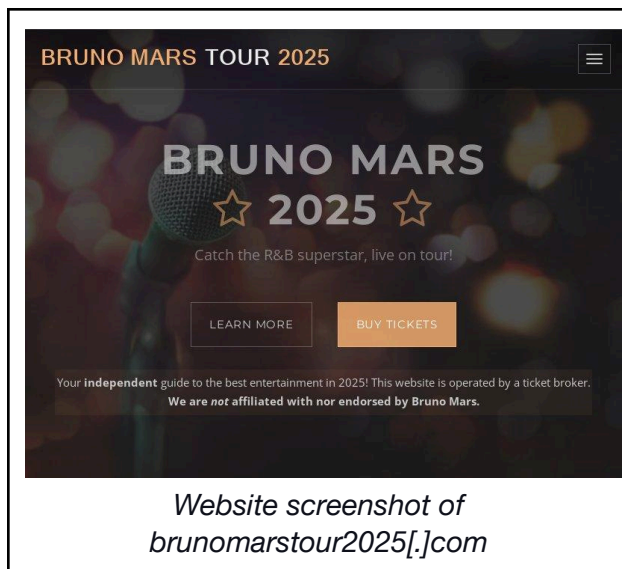 BRUNO MARS TOUR 2025
BRUNO MARS
2025
Catch the R&B superstar, live on tour!
LEARN MORE
BUY TICKETS
Your independent guide to the best entertainment in 2025! This website is operated by a ticket broker.
We are not affiliated with nor endorsed by Bruno Mars.
Website screenshot of
brunomarstour2025[.]com